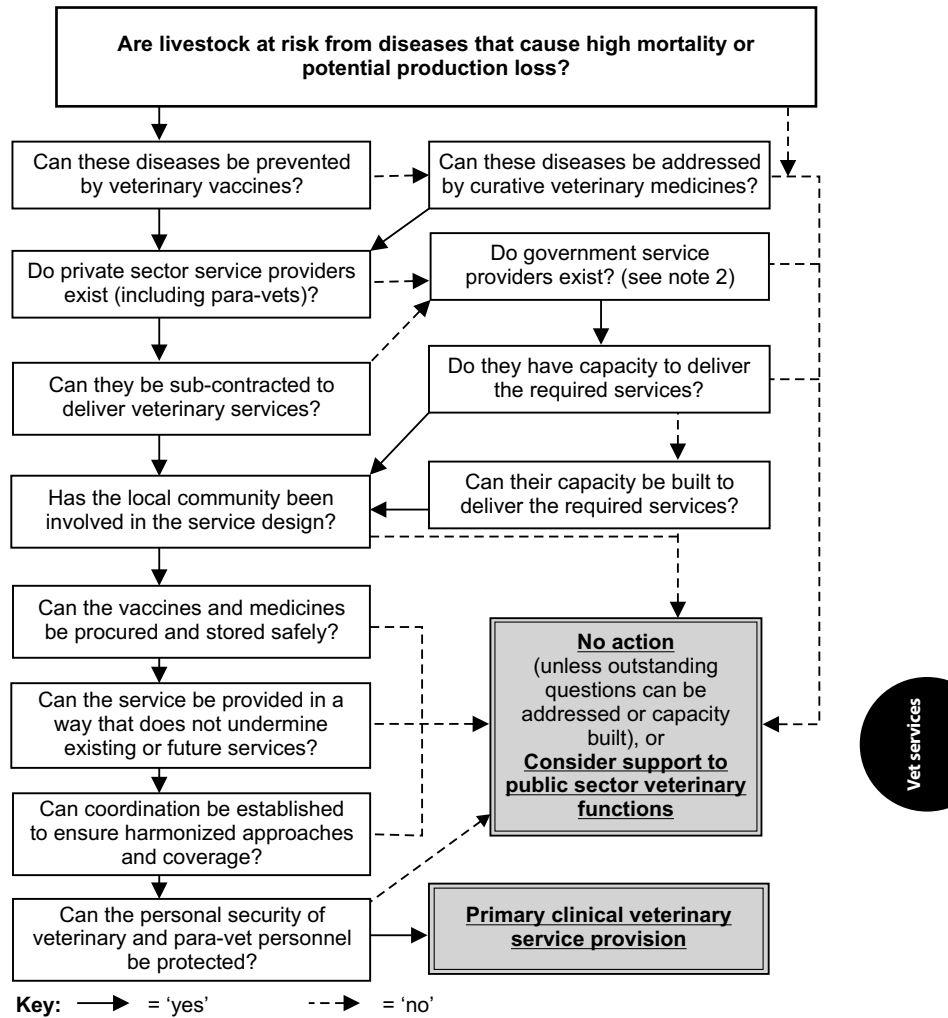 Are livestock at risk from diseases that cause high mortality or
potential production loss?
Can these diseases be prevented
by veterinary vaccines?
Can these diseases be addressed
by curative veterinary medicines?
Do private sector service providers
exist (including para-vets)?
Do government service
providers exist? (see note 2)
Can they be sub-contracted to
deliver veterinary services?
Do they have capacity to deliver
the required services?
Has the local community been
involved in the service design?
Can their capacity be built to
deliver the required services?
Can the vaccines and medicines
be procured and stored safely?
Can the service be provided in a
way that does not undermine
existing or future services?
Can coordination be established
to ensure harmonized approaches
and coverage?
No action
(unless outstanding
questions can be
addressed or capacity
built), or
Consider support to
public sector veterinary
functions
Vet services
Can the personal security of
veterinary and para-vet personnel
be protected?
Primary clinical veterinary
service provision
Key: = ‘yes’ = ‘no’